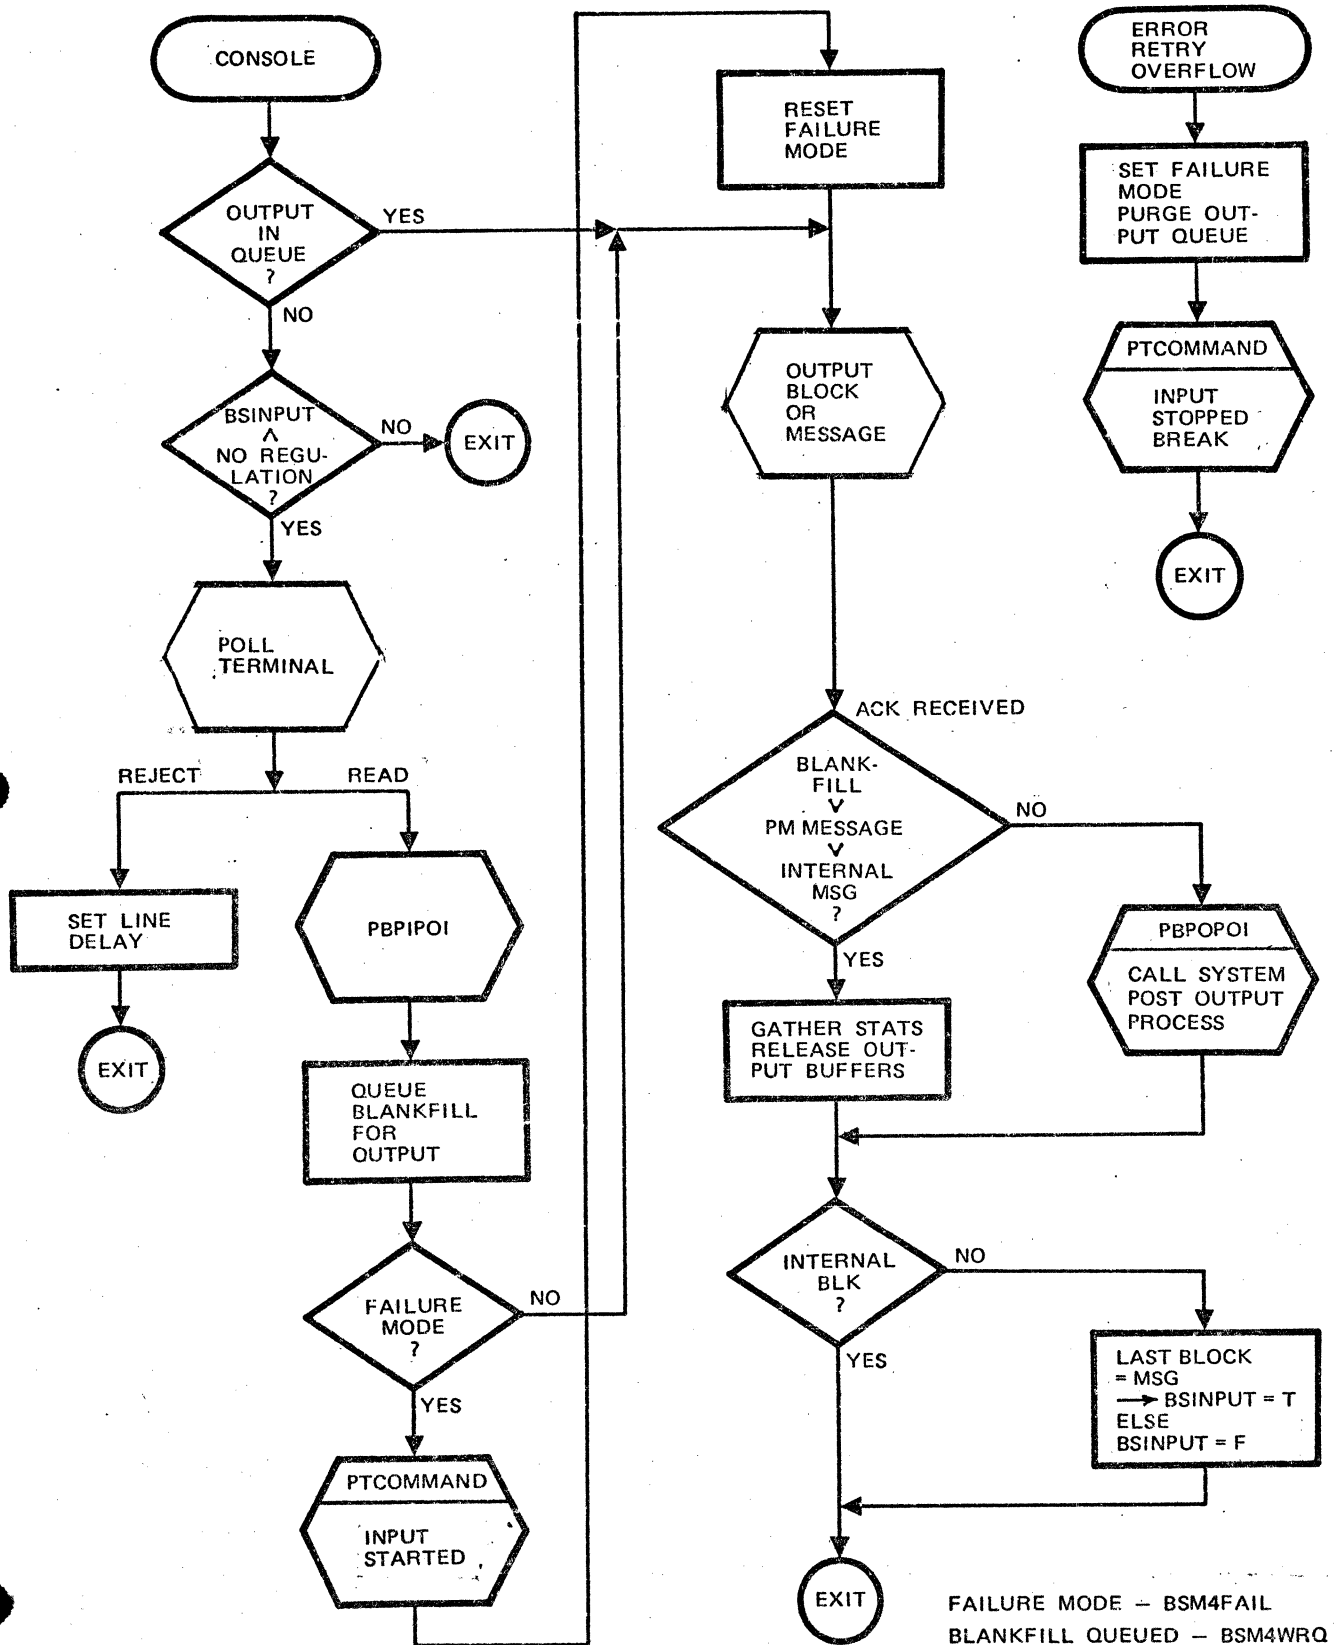 CONSOLE
OUTPUT
IN
QUEUE
?
YES
NO
BSINPUT
∧
NO REGU-
LATION
?
NO
EXIT
YES
POLL
TERMINAL
REJECT
READ
SET LINE
DELAY
EXIT
PBPIPOI
QUEUE
BLANKFILL
FOR
OUTPUT
FAILURE
MODE
?
NO
YES
PTCOMMAND
INPUT
STARTED
RESET
FAILURE
MODE
OUTPUT
BLOCK
OR
MESSAGE
ACK RECEIVED
BLANK-
FILL
∨
PM MESSAGE
∨
INTERNAL
MSG
?
NO
YES
PBPOPOI
CALL SYSTEM
POST OUTPUT
PROCESS
GATHER STATS
RELEASE OUT-
PUT BUFFERS
INTERNAL
BLK
?
NO
YES
LAST BLOCK
= MSG
→ BSINPUT = T
ELSE
BSINPUT = F
EXIT
ERROR
RETRY
OVERFLOW
SET FAILURE
MODE
PURGE OUT-
PUT QUEUE
PTCOMMAND
INPUT
STOPPED
BREAK
EXIT
FAILURE MODE – BSM4FAIL
BLANKFILL QUEUED – BSM4WRQ